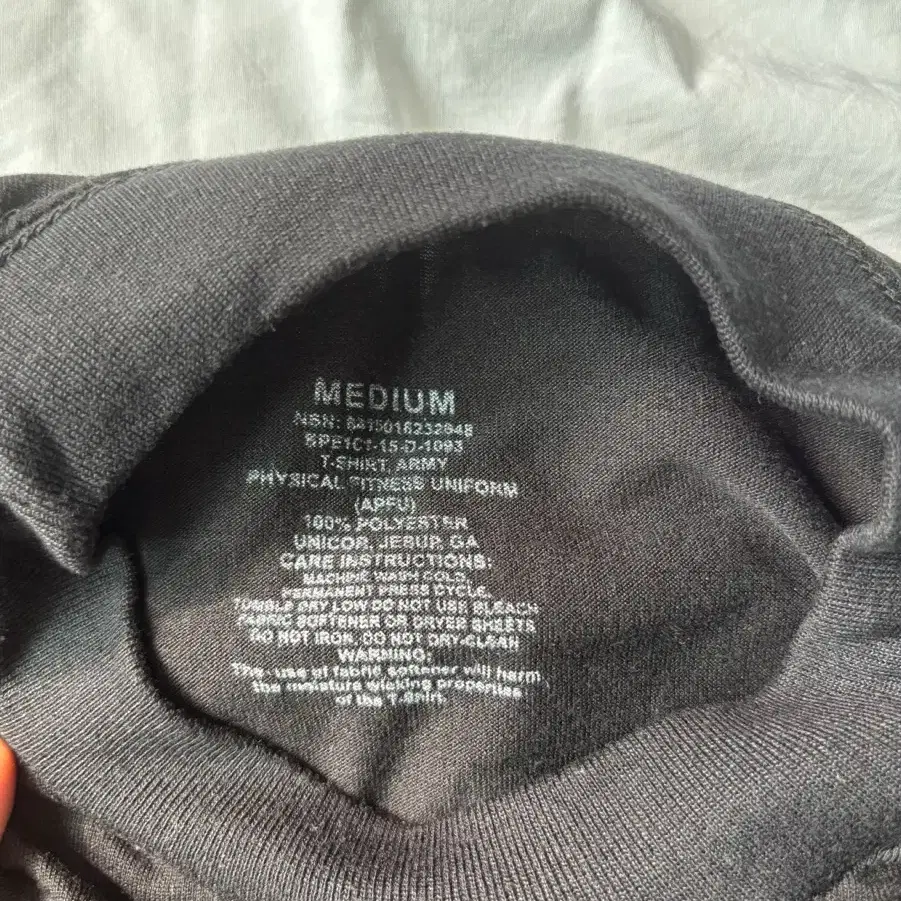 MEDIUM
NSN: 8415016232948
SPE1C1-15-D-1093
T-SHIRT, ARMY
PHYSICAL FITNESS UNIFORM
(APFU)
100% POLYESTER
UNICOR, JESUP, GA
CARE INSTRUCTIONS:
MACHINE WASH COLD,
PERMANENT PRESS CYCLE,
TUMBLE DRY LOW DO NOT USE BLEACH
FABRIC SOFTENER OR DRYER SHEETS
DO NOT IRON, DO NOT DRY-CLEAN
WARNING:
The use of fabric softener will harm
the moisture wicking properties
of the T-Shirt.